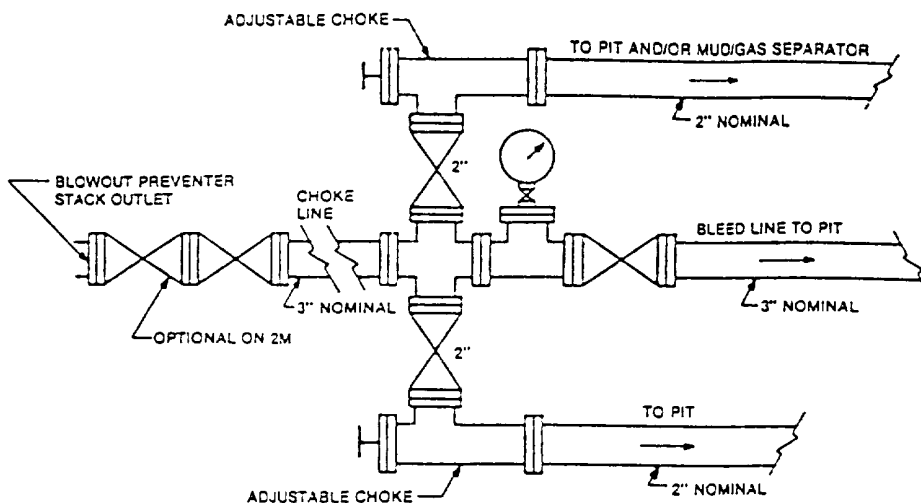 ADJUSTABLE CHOKE
TO PIT AND/OR MUD/GAS SEPARATOR
2" NOMINAL
2"
BLOWOUT PREVENTER
STACK OUTLET
CHOKE
LINE
BLEED LINE TO PIT
3" NOMINAL
3" NOMINAL
OPTIONAL ON 2M
2"
TO PIT
2" NOMINAL
ADJUSTABLE CHOKE